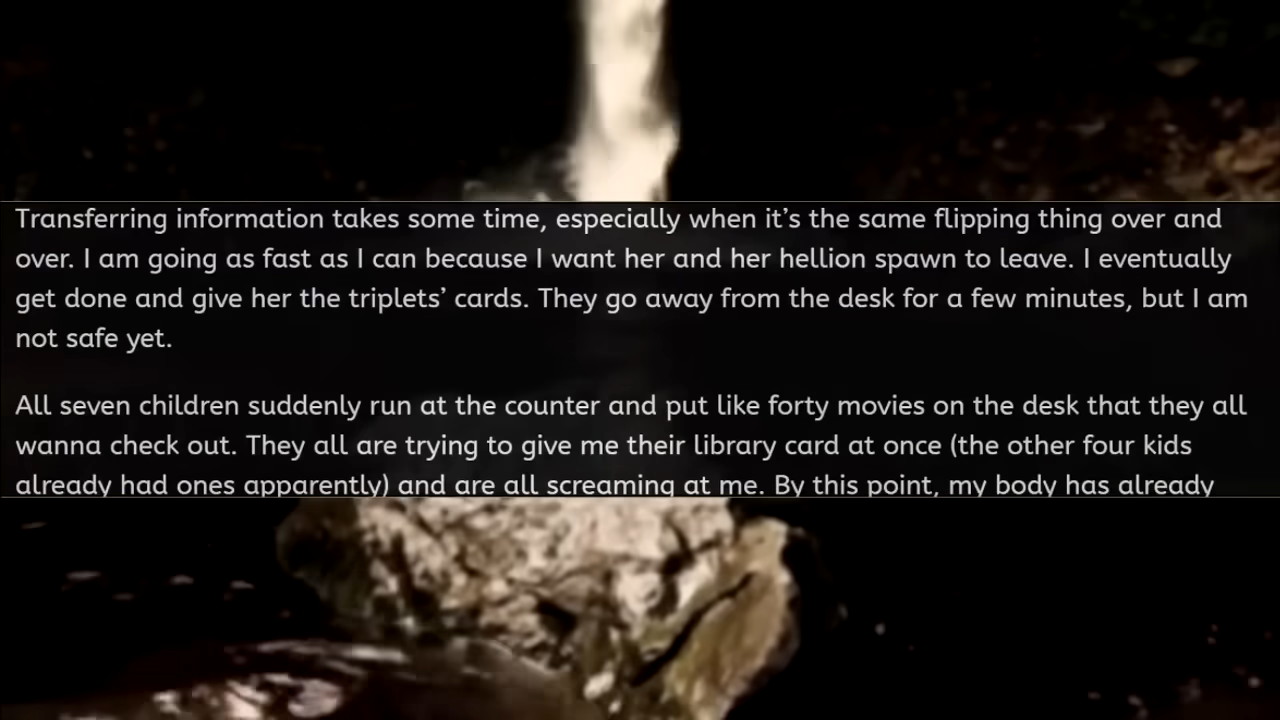 Transferring information takes some time, especially when it’s the same flipping thing over and
over. I am going as fast as I can because I want her and her hellion spawn to leave. I eventually
get done and give her the triplets’ cards. They go away from the desk for a few minutes, but I am
not safe yet.
All seven children suddenly run at the counter and put like forty movies on the desk that they all
wanna check out. They all are trying to give me their library card at once (the other four kids
already had ones apparently) and are all screaming at me. By this point, my body has already